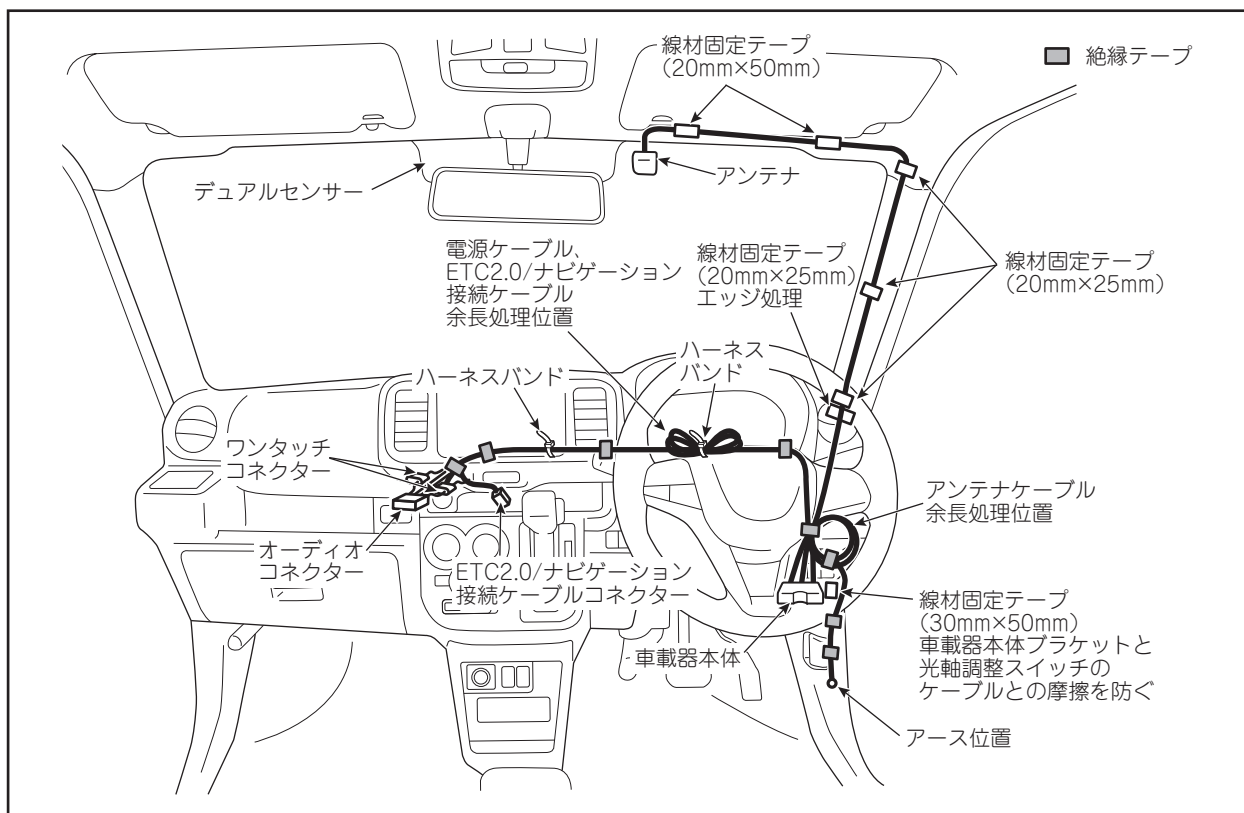 線材固定テープ
(20mm×50mm)
絶縁テープ
デュアルセンサー
アンテナ
電源ケーブル、
ETC2.0/ナビゲーション
接続ケーブル
余長処理位置
線材固定テープ
(20mm×25mm)
エッジ処理
線材固定テープ
(20mm×25mm)
ハーネスバンド
ハーネス
バンド
ワンタッチ
コネクター
アンテナケーブル
余長処理位置
オーディオ
コネクター
ETC2.0/ナビゲーション
接続ケーブルコネクター
車載器本体
線材固定テープ
(30mm×50mm)
車載器本体ブラケットと
光軸調整スイッチの
ケーブルとの摩擦を防ぐ
アース位置